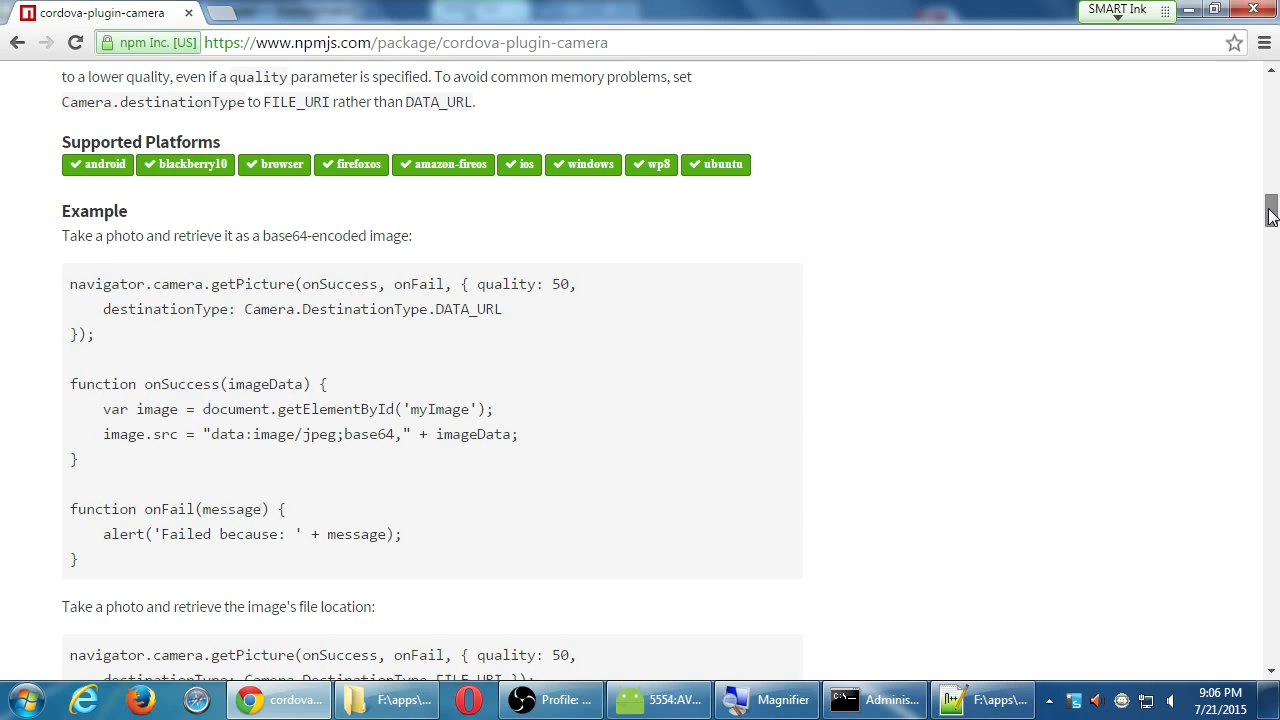 cordova-plugin-camera
SMART Ink
npm Inc. [US]
https://www.npmjs.com/package/cordova-plugin-camera
to a lower quality, even if a quality parameter is specified. To avoid common memory problems, set
Camera.destinationType to FILE_URI rather than DATA_URL.
Supported Platforms
android blackberry10 browser firefoxos amazon-fireos ios windows wp8 ubuntu
Example
Take a photo and retrieve it as a base64-encoded image:
navigator.camera.getPicture(onSuccess, onFail, { quality: 50,
destinationType: Camera.DestinationType.DATA_URL
});
function onSuccess(imageData) {
var image = document.getElementById('myImage');
image.src = "data:image/jpeg;base64," + imageData;
}
function onFail(message) {
alert('Failed because: ' + message);
}
Take a photo and retrieve the image's file location:
navigator.camera.getPicture(onSuccess, onFail, { quality: 50,
destinationType: Camera.DestinationType.FILE_URI });
cordova... F:\apps\... Profile: ... 5554:AV... Magnifier Adminis... F:\apps\...
9:06 PM
7/21/2015